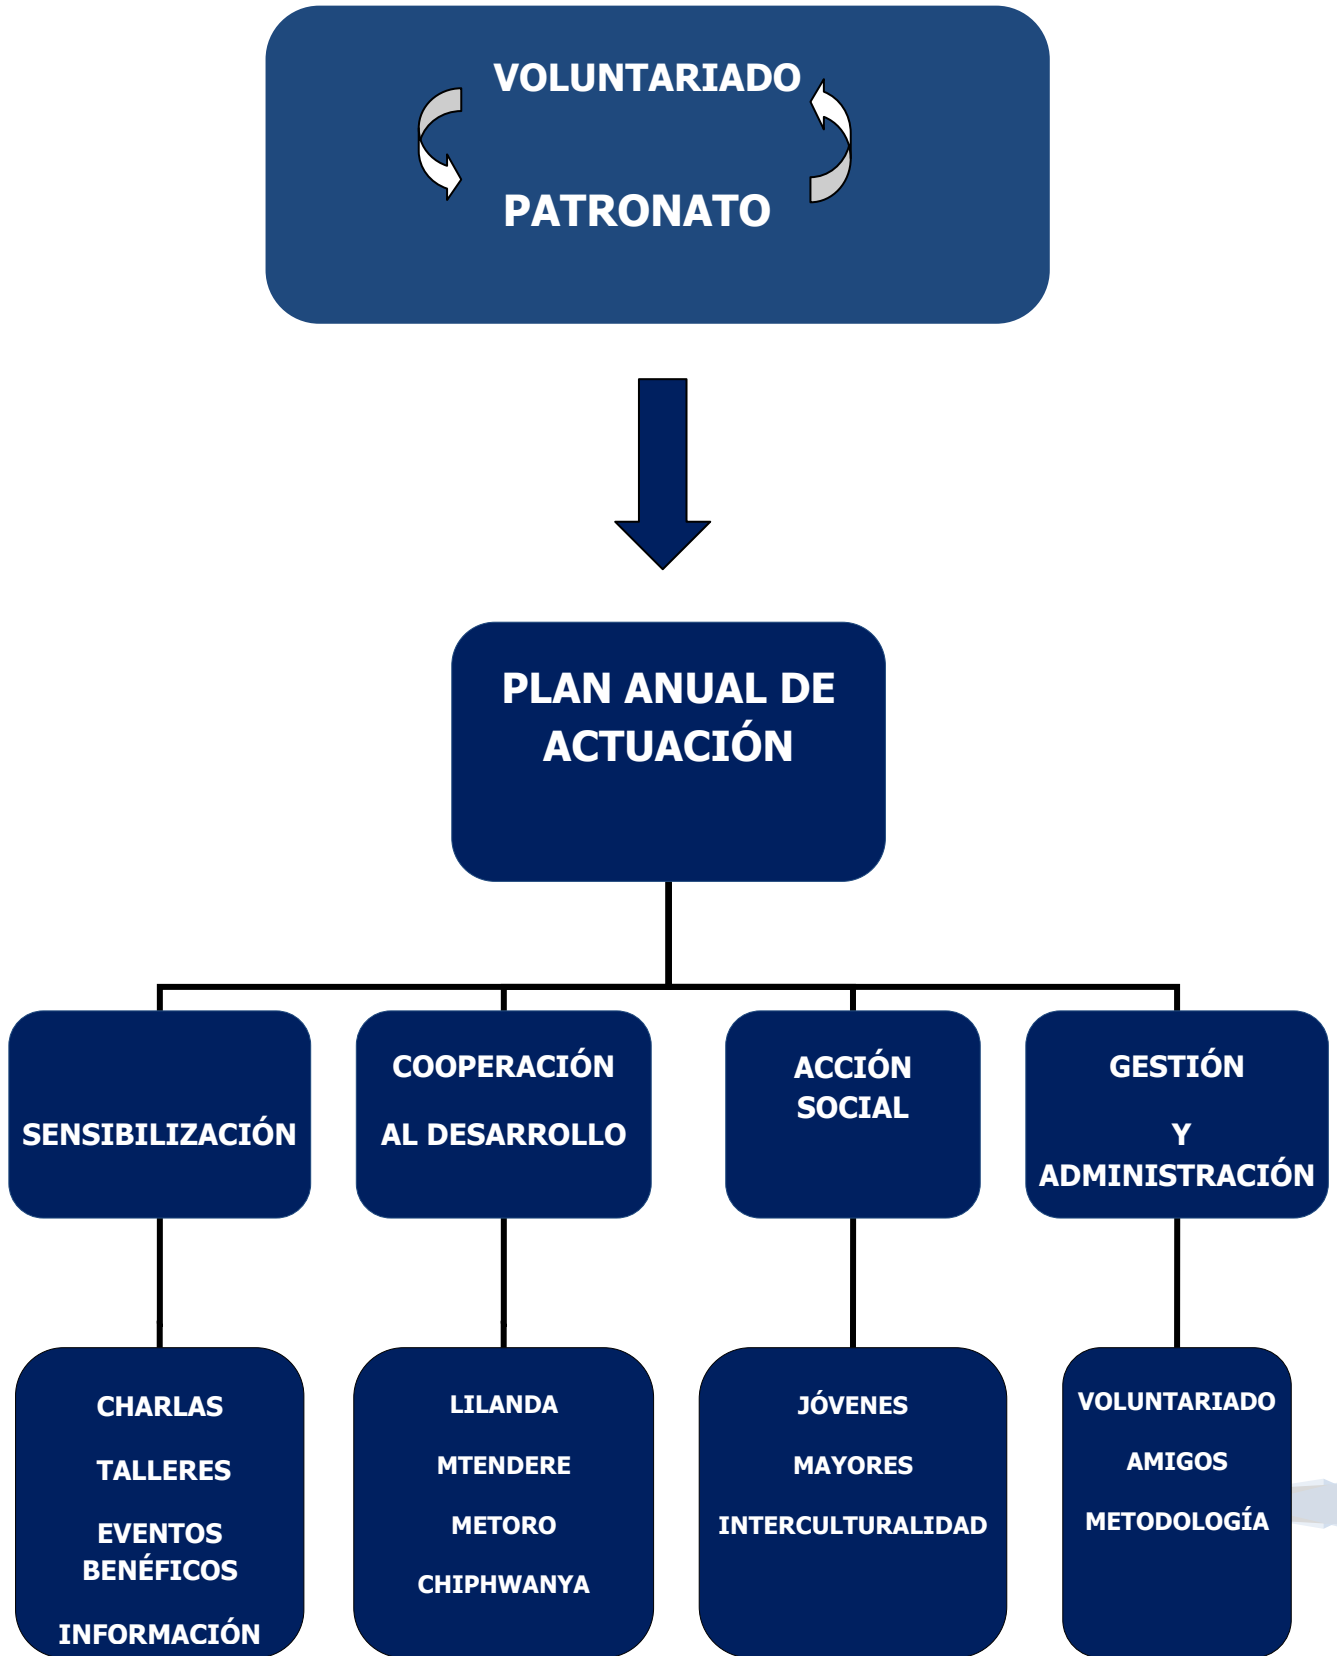 VOLUNTARIADO
PATRONATO
PLAN ANUAL DE
ACTUACIÓN
SENSIBILIZACIÓN
COOPERACIÓN
AL DESARROLLO
ACCIÓN
SOCIAL
GESTIÓN
Y
ADMINISTRACIÓN
CHARLAS
TALLERES
EVENTOS
BENÉFICOS
INFORMACIÓN
LILANDA
MTENDERE
METORO
CHIPHWANYA
JÓVENES
MAYORES
INTERCULTURALIDAD
VOLUNTARIADO
AMIGOS
METODOLOGÍA